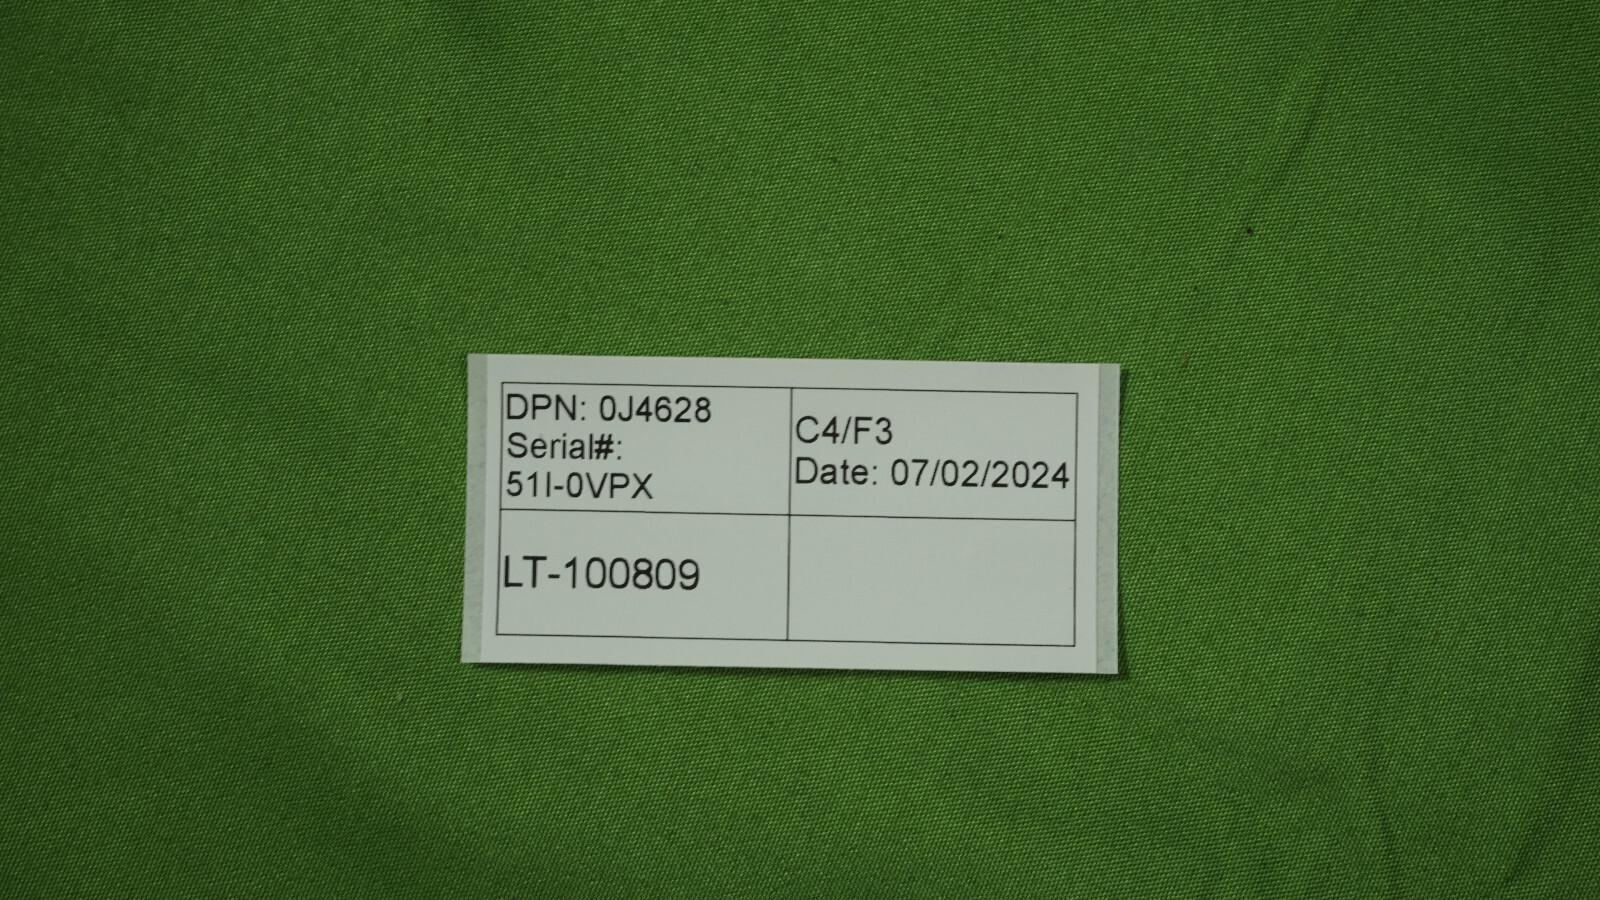 DPN: 0J4628
Serial#:
51I-0VPX
C4/F3
Date: 07/02/2024
LT-100809